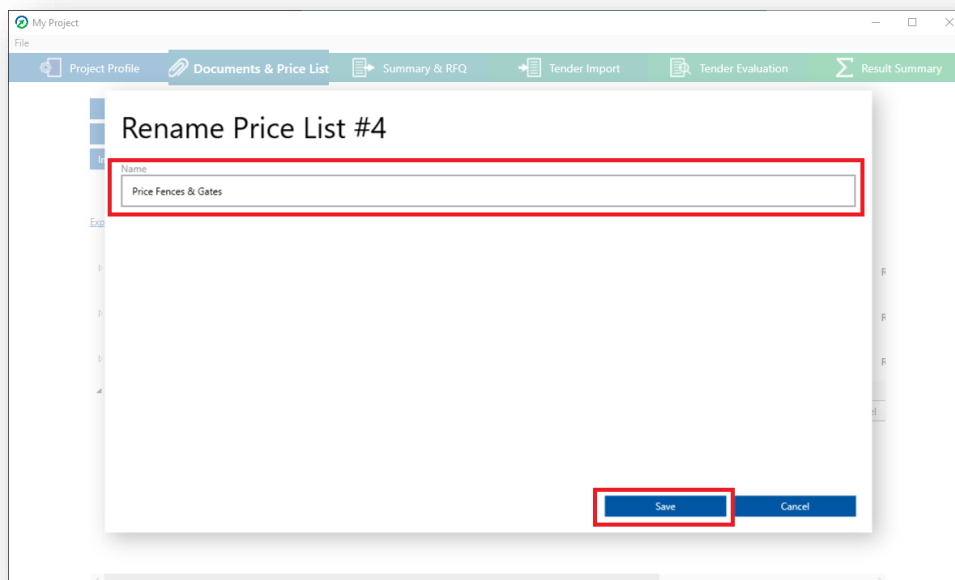 My Project
File
Project Profile Documents & Price List Summary & RFQ Tender Import Tender Evaluation Result Summary
Rename Price List #4
Name
Price Fences & Gates
Exp
R
R
R
Save Cancel